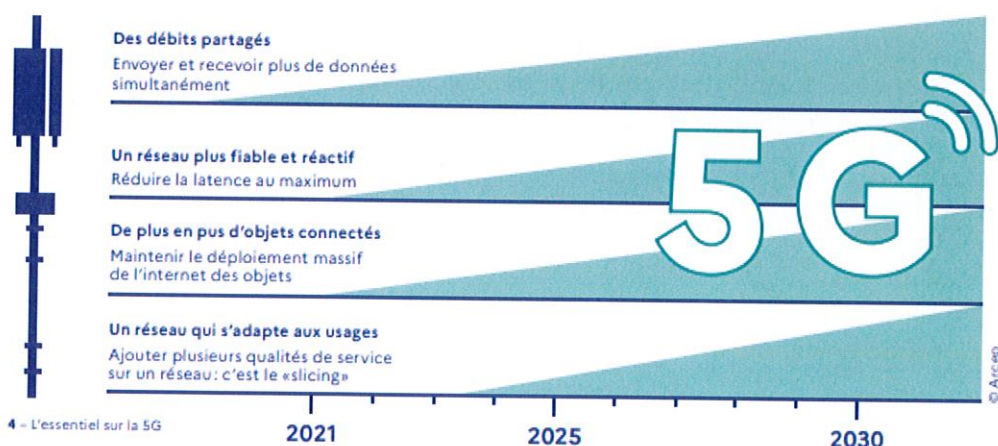 Des débits partagés
Envoyer et recevoir plus de données
simultanément
Un réseau plus fiable et réactif
Réduire la latence au maximum
5G
De plus en pus d'objets connectés
Maintenir le déploiement massif
de l'internet des objets
Un réseau qui s'adapte aux usages
Ajouter plusieurs qualités de service
sur un réseau : c'est le «slicing»
© Arcep
4 – L'essentiel sur la 5G
2021
2025
2030